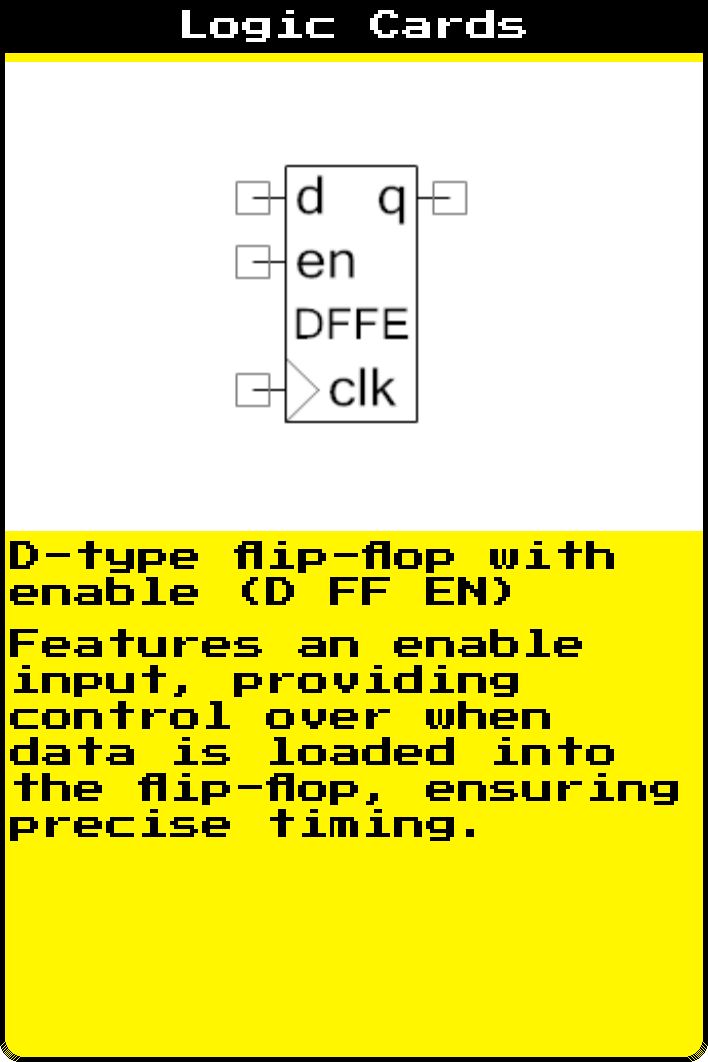 Logic Cards
d q
en
DFFE
clk
D-type flip-flop with
enable (D FF EN)
Features an enable
input, providing
control over when
data is loaded into
the flip-flop, ensuring
precise timing.